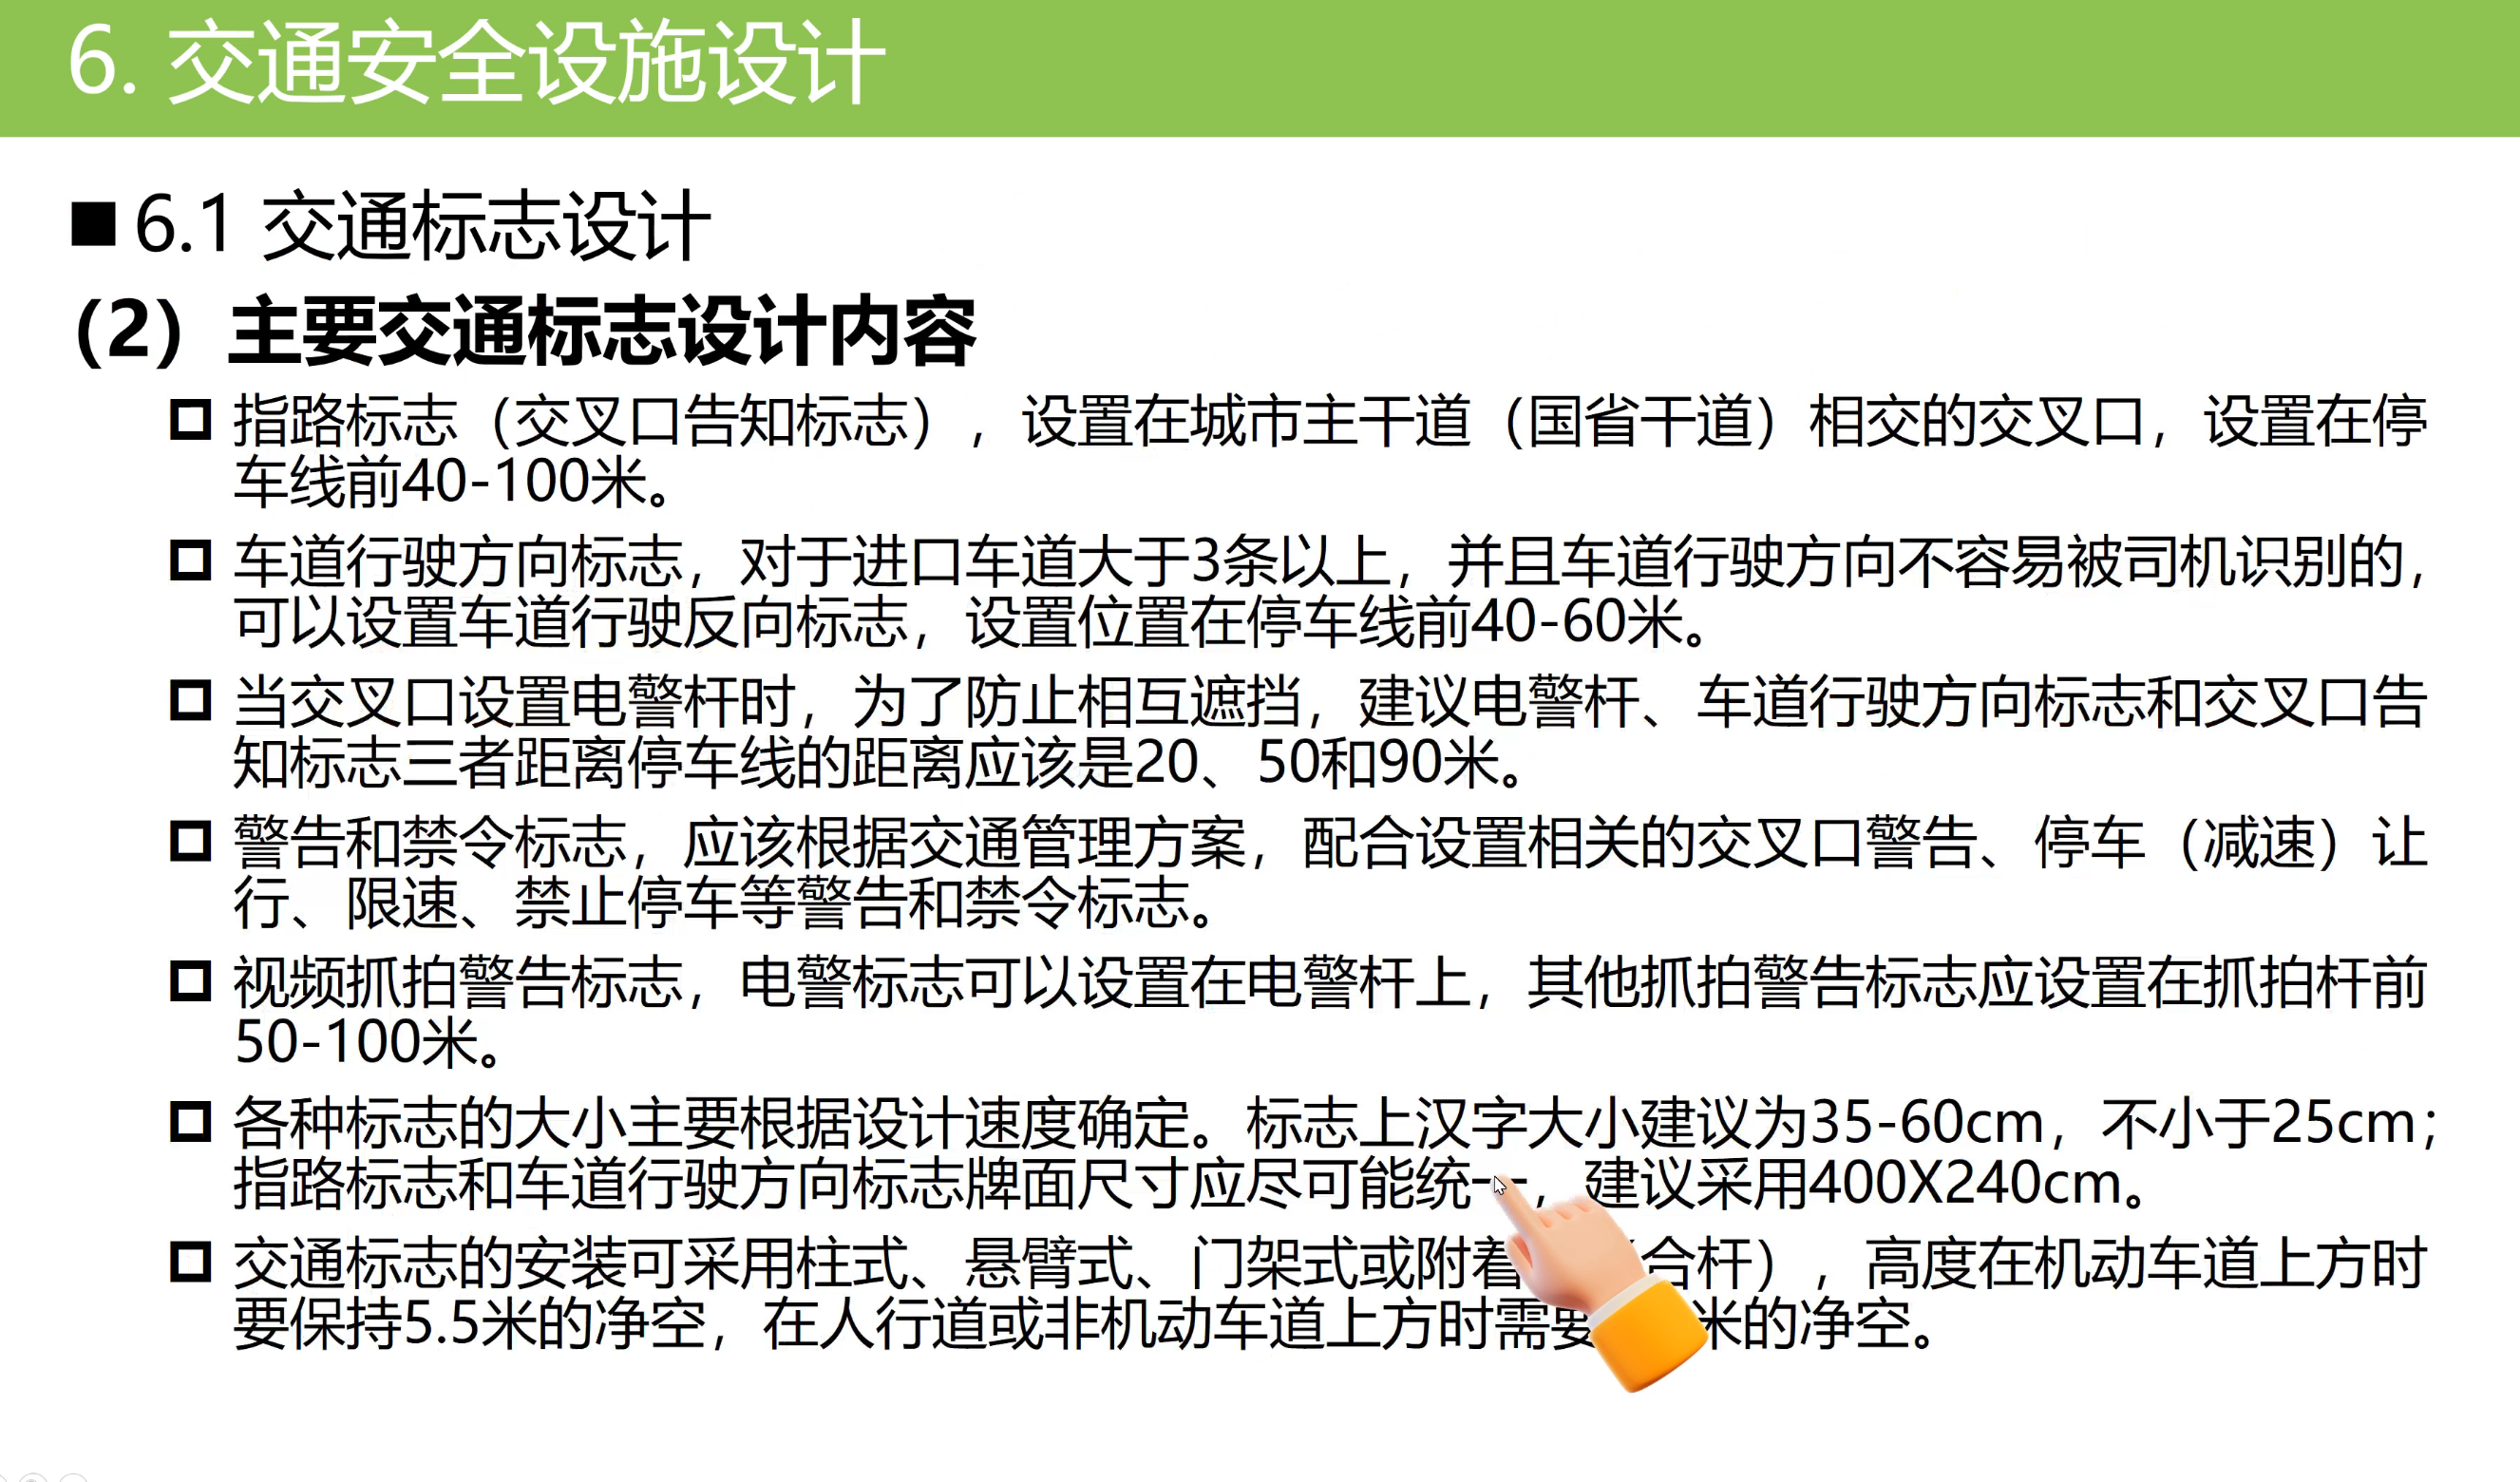 6. 交通安全设施设计
■ 6.1 交通标志设计
（2）主要交通标志设计内容
指路标志（交叉口告知标志），设置在城市主干道（国省干道）相交的交叉口，设置在停
车线前40-100米。
车道行驶方向标志，对于进口车道大于3条以上，并且车道行驶方向不容易被司机识别的，
可以设置车道行驶反向标志，设置位置在停车线前40-60米。
当交叉口设置电警杆时，为了防止相互遮挡，建议电警杆、车道行驶方向标志和交叉口告
知标志三者距离停车线的距离应该是20、50和90米。
警告和禁令标志，应该根据交通管理方案，配合设置相关的交叉口警告、停车（减速）让
行、限速、禁止停车等警告和禁令标志。
视频抓拍警告标志，电警标志可以设置在电警杆上，其他抓拍警告标志应设置在抓拍杆前
50-100米。
各种标志的大小主要根据设计速度确定。标志上汉字大小建议为35-60cm，不小于25cm；
指路标志和车道行驶方向标志牌面尺寸应尽可能统一，建议采用400X240cm。
交通标志的安装可采用柱式、悬臂式、门架式或附着 合杆），高度在机动车道上方时
要保持5.5米的净空，在人行道或非机动车道上方时需要 米的净空。